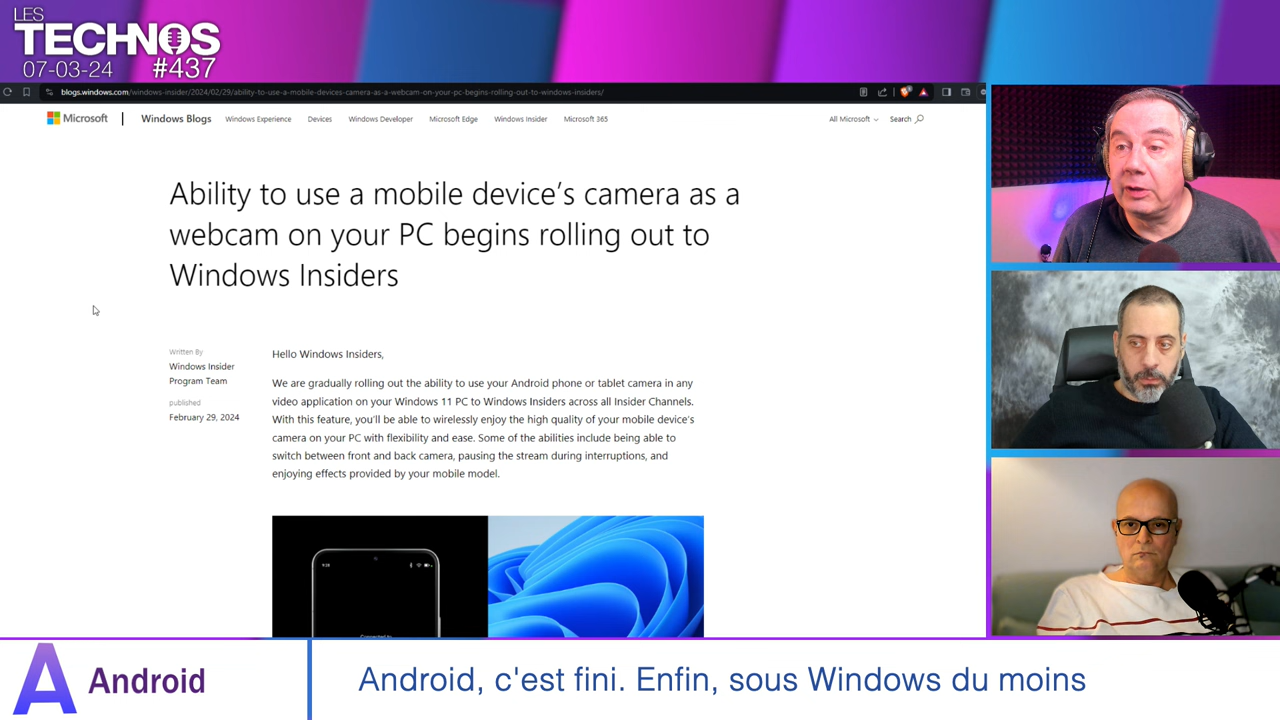 LES
TECHNOS
07-03-24 #437
blogs.windows.com/windows-insider/2024/02/29/ability-to-use-a-mobile-devices-camera-as-a-webcam-on-your-pc-begins-rolling-out-to-windows-insiders/
Microsoft | Windows Blogs Windows Experience Devices Windows Developer Microsoft Edge Windows Insider Microsoft 365 All Microsoft Search
Ability to use a mobile device's camera as a
webcam on your PC begins rolling out to
Windows Insiders
Written By
Windows Insider
Program Team
published
February 29, 2024
Hello Windows Insiders,
We are gradually rolling out the ability to use your Android phone or tablet camera in any
video application on your Windows 11 PC to Windows Insiders across all Insider Channels.
With this feature, you'll be able to wirelessly enjoy the high quality of your mobile device's
camera on your PC with flexibility and ease. Some of the abilities include being able to
switch between front and back camera, pausing the stream during interruptions, and
enjoying effects provided by your mobile model.
A Android
Android, c'est fini. Enfin, sous Windows du moins